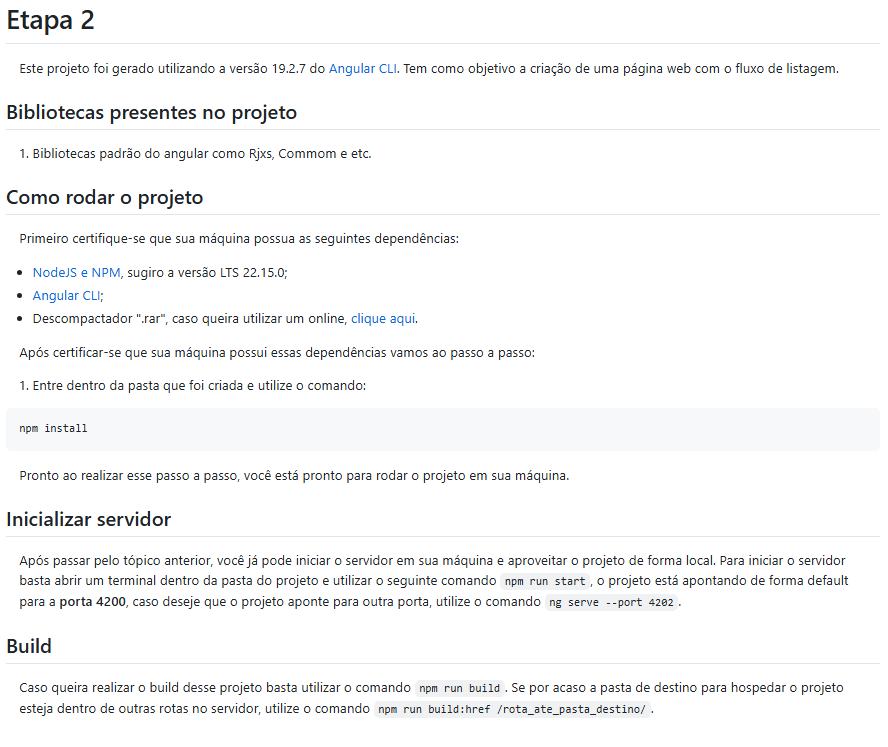 Etapa 2
Este projeto foi gerado utilizando a versão 19.2.7 do Angular CLI. Tem como objetivo a criação de uma página web com o fluxo de listagem.
Bibliotecas presentes no projeto
1. Bibliotecas padrão do angular como Rjxs, Commom e etc.
Como rodar o projeto
Primeiro certifique-se que sua máquina possua as seguintes dependências:
• NodeJS e NPM, sugiro a versão LTS 22.15.0;
• Angular CLI;
• Descompactador ".rar", caso queira utilizar um online, clique aqui.
Após certificar-se que sua máquina possui essas dependências vamos ao passo a passo:
1. Entre dentro da pasta que foi criada e utilize o comando:
npm install
Pronto ao realizar esse passo a passo, você está pronto para rodar o projeto em sua máquina.
Inicializar servidor
Após passar pelo tópico anterior, você já pode iniciar o servidor em sua máquina e aproveitar o projeto de forma local. Para iniciar o servidor
basta abrir um terminal dentro da pasta do projeto e utilizar o seguinte comando npm run start, o projeto está apontando de forma default
para a porta 4200, caso deseje que o projeto aponte para outra porta, utilize o comando ng serve --port 4202.
Build
Caso queira realizar o build desse projeto basta utilizar o comando npm run build. Se por acaso a pasta de destino para hospedar o projeto
esteja dentro de outras rotas no servidor, utilize o comando npm run build:href /rota_ate_pasta_destino/.